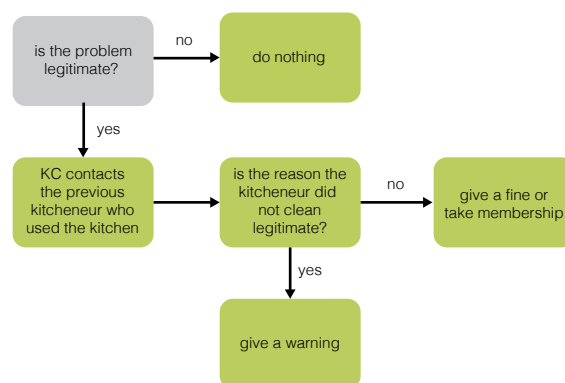 is the problem
legitimate?
no
do nothing
yes
KC contacts
the previous
kitcheneur who
used the kitchen
is the reason the
kitcheneur did
not clean
legitimate?
no
give a fine or
take membership
yes
give a warning